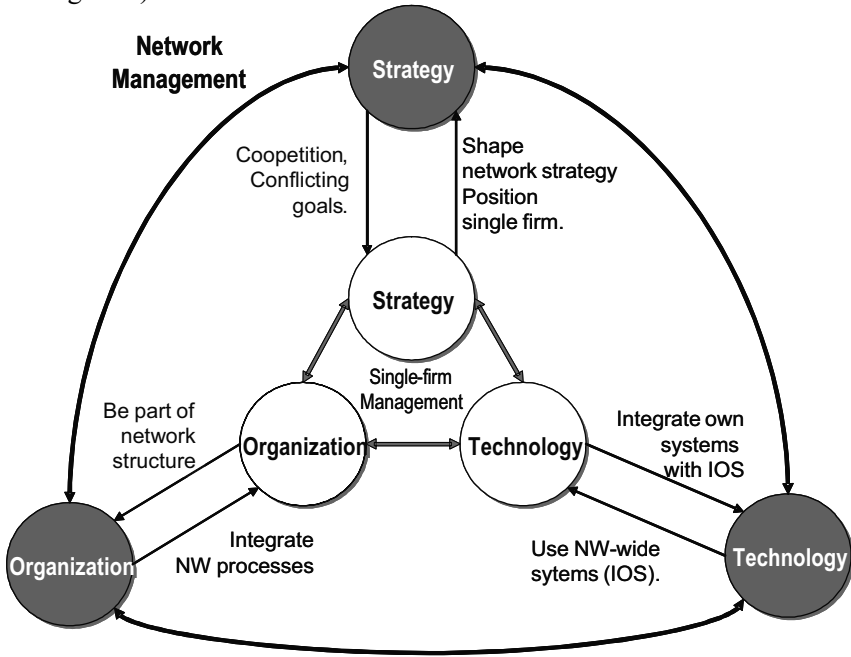 Network
Management
Strategy
Coopetition,
Conflicting
goals.
Shape
network strategy
Position
single firm.
Strategy
Single-firm
Management
Organization
Technology
Be part of
network
structure
Integrate own
systems
with IOS
Organization
Integrate
NW processes
Use NW-wide
sytems (IOS).
Technology